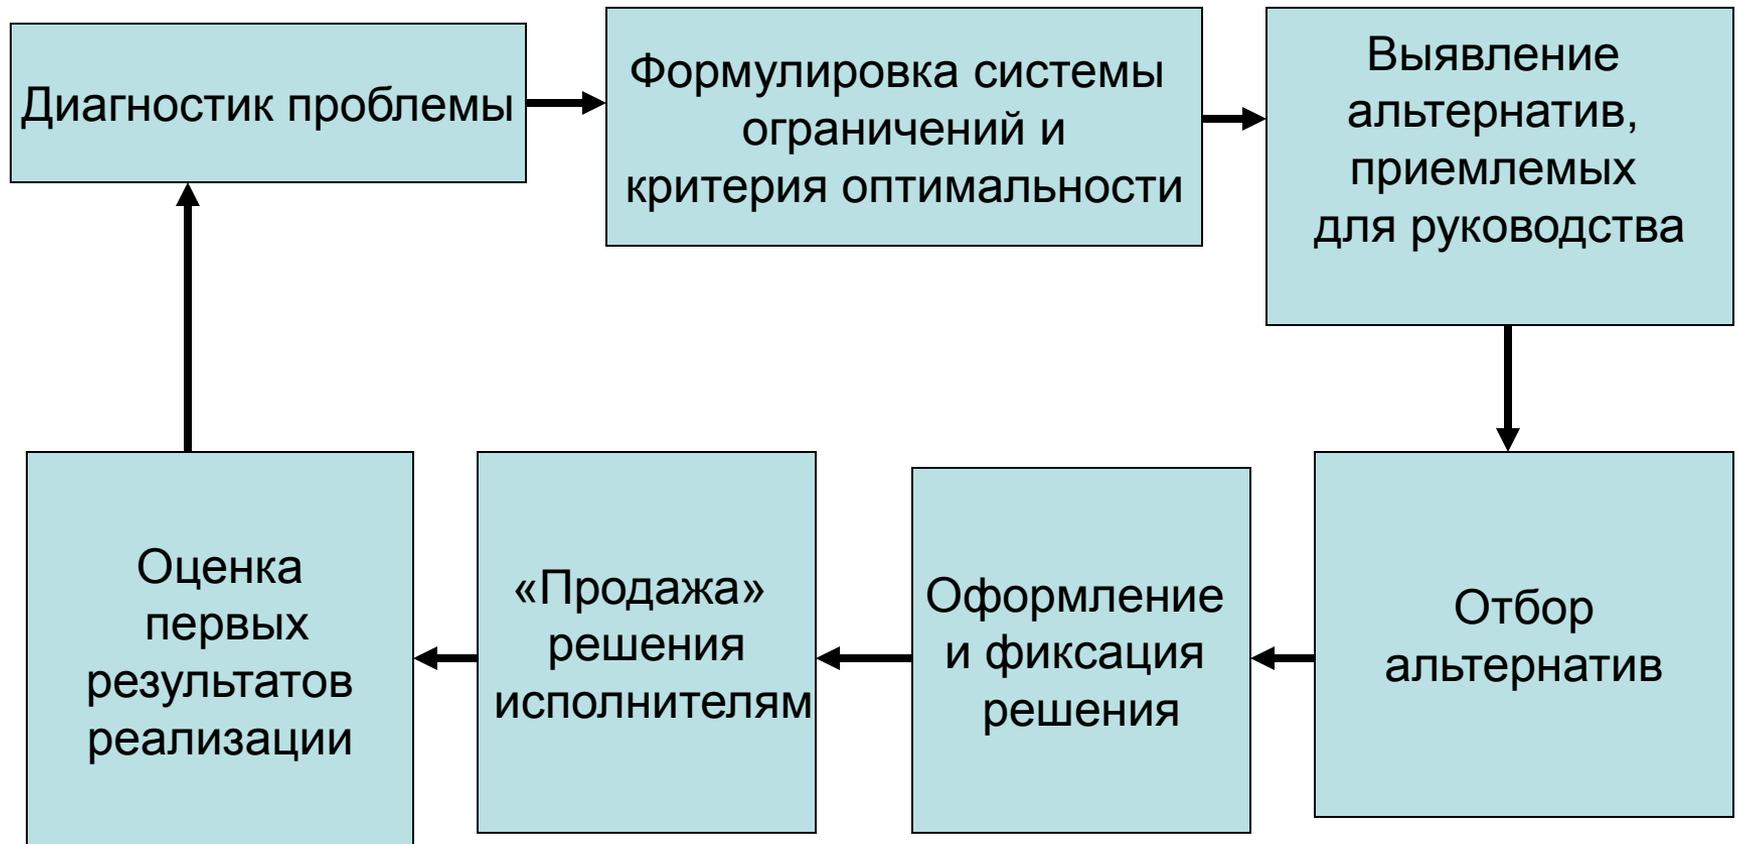 Диагностик проблемы
Формулировка системы
ограничений и
критерия оптимальности
Выявление
альтернатив,
приемлемых
для руководства
Отбор
альтернатив
Оформление
и фиксация
решения
«Продажа»
решения
исполнителям
Оценка
первых
результатов
реализации